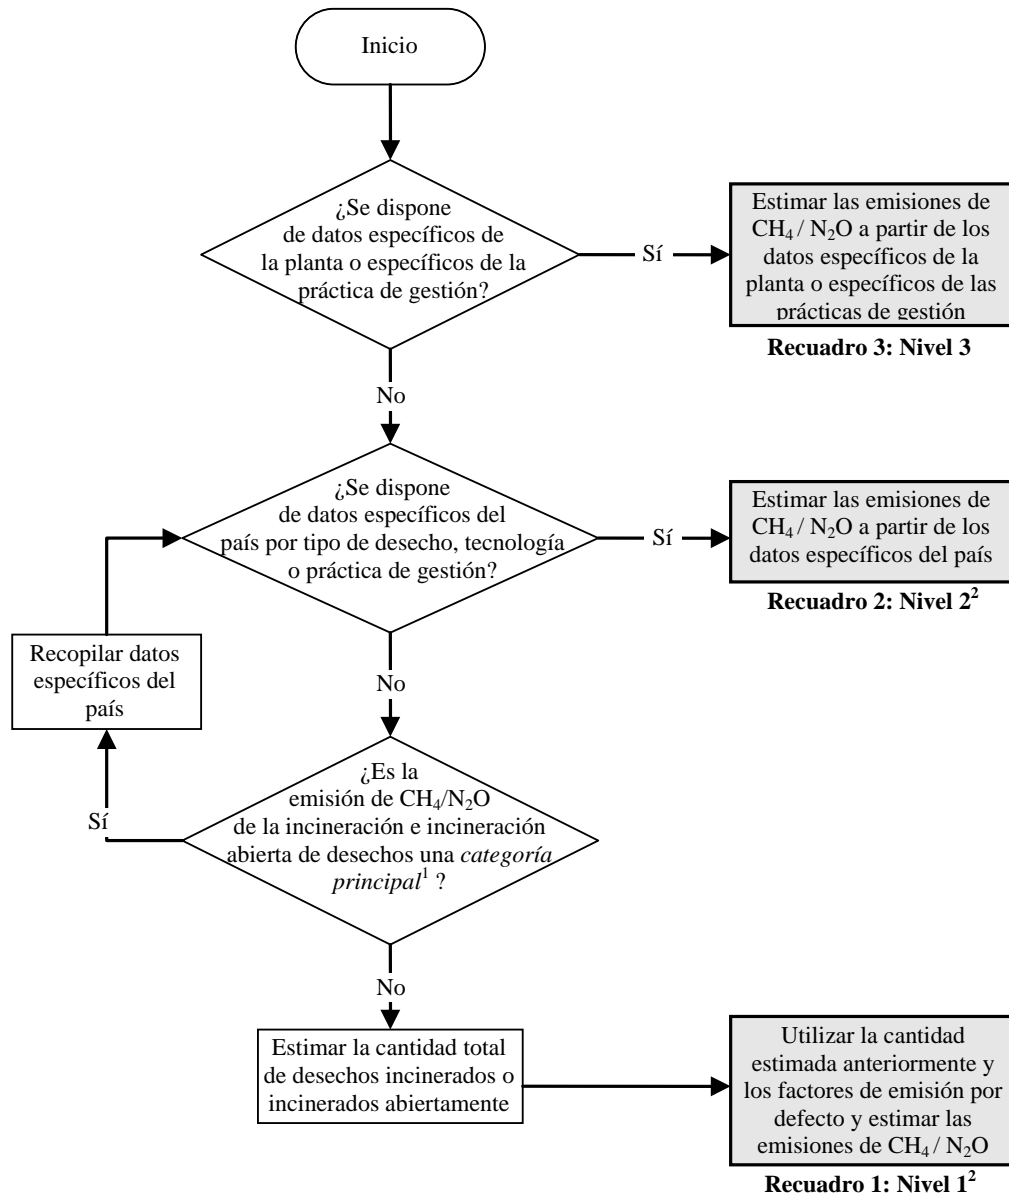 Inicio
¿Se dispone
de datos específicos de
la planta o específicos de la
práctica de gestión?
Sí
Estimar las emisiones de
CH₄ / N₂O a partir de los
datos específicos de la
planta o específicos de las
prácticas de gestión
Recuadro 3: Nivel 3
No
¿Se dispone
de datos específicos del
país por tipo de desecho, tecnología
o práctica de gestión?
Sí
Estimar las emisiones de
CH₄ / N₂O a partir de los
datos específicos del país
Recuadro 2: Nivel 2²
Recopilar datos
específicos del
país
No
¿Es la
emisión de CH₄/N₂O
de la incineración e incineración
abierta de desechos una categoría
principal¹ ?
Sí
No
Estimar la cantidad total
de desechos incinerados o
incinerados abiertamente
Utilizar la cantidad
estimada anteriormente y
los factores de emisión por
defecto y estimar las
emisiones de CH₄ / N₂O
Recuadro 1: Nivel 1²